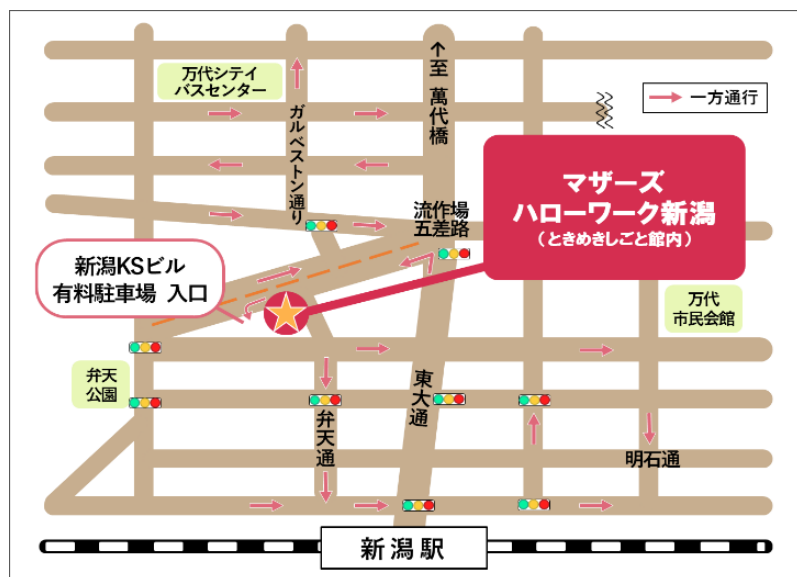 万代シテイ
バスセンター
↑至 萬代橋
一方通行
ガルベストン通り
マザーズ
ハローワーク新潟
(ときめきしごと館内)
流作場
五差路
新潟KSビル
有料駐車場 入口
万代
市民会館
弁天
公園
東大通
弁天通
明石通
新潟駅